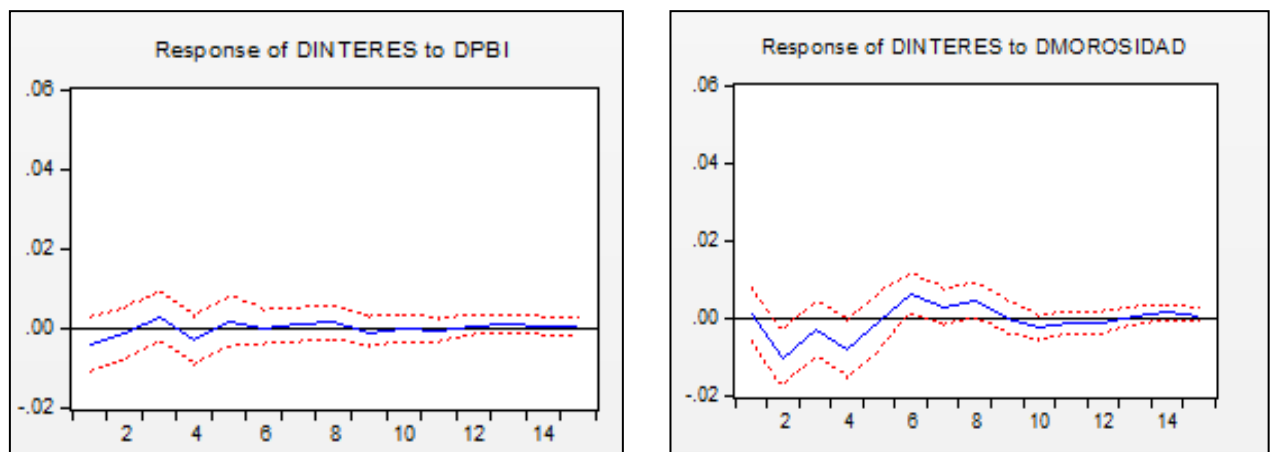 Response of DINTERES to DPBI
.06
.04
.02
.00
-.02
2 4 6 8 10 12 14
Response of DINTERES to DMOROSIDAD
.06
.04
.02
.00
-.02
2 4 6 8 10 12 14